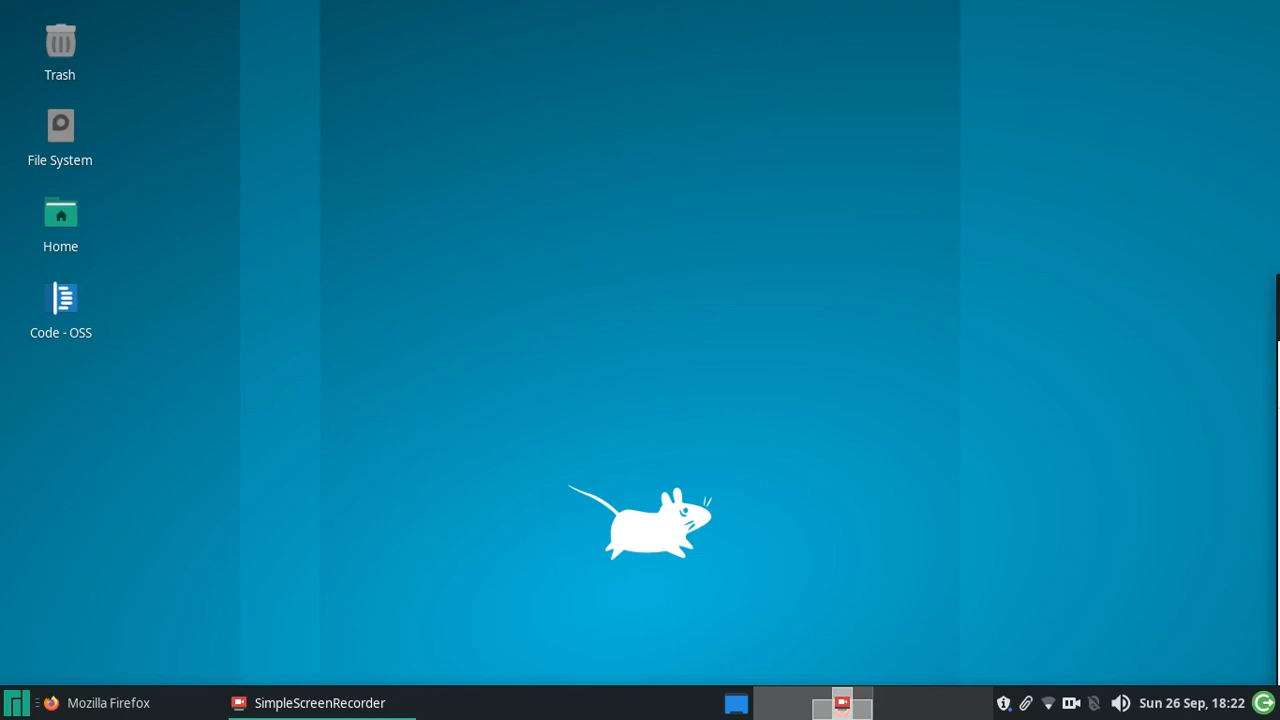 Trash
File System
Home
Code - OSS
Mozilla Firefox
SimpleScreenRecorder
Sun 26 Sep, 18:22